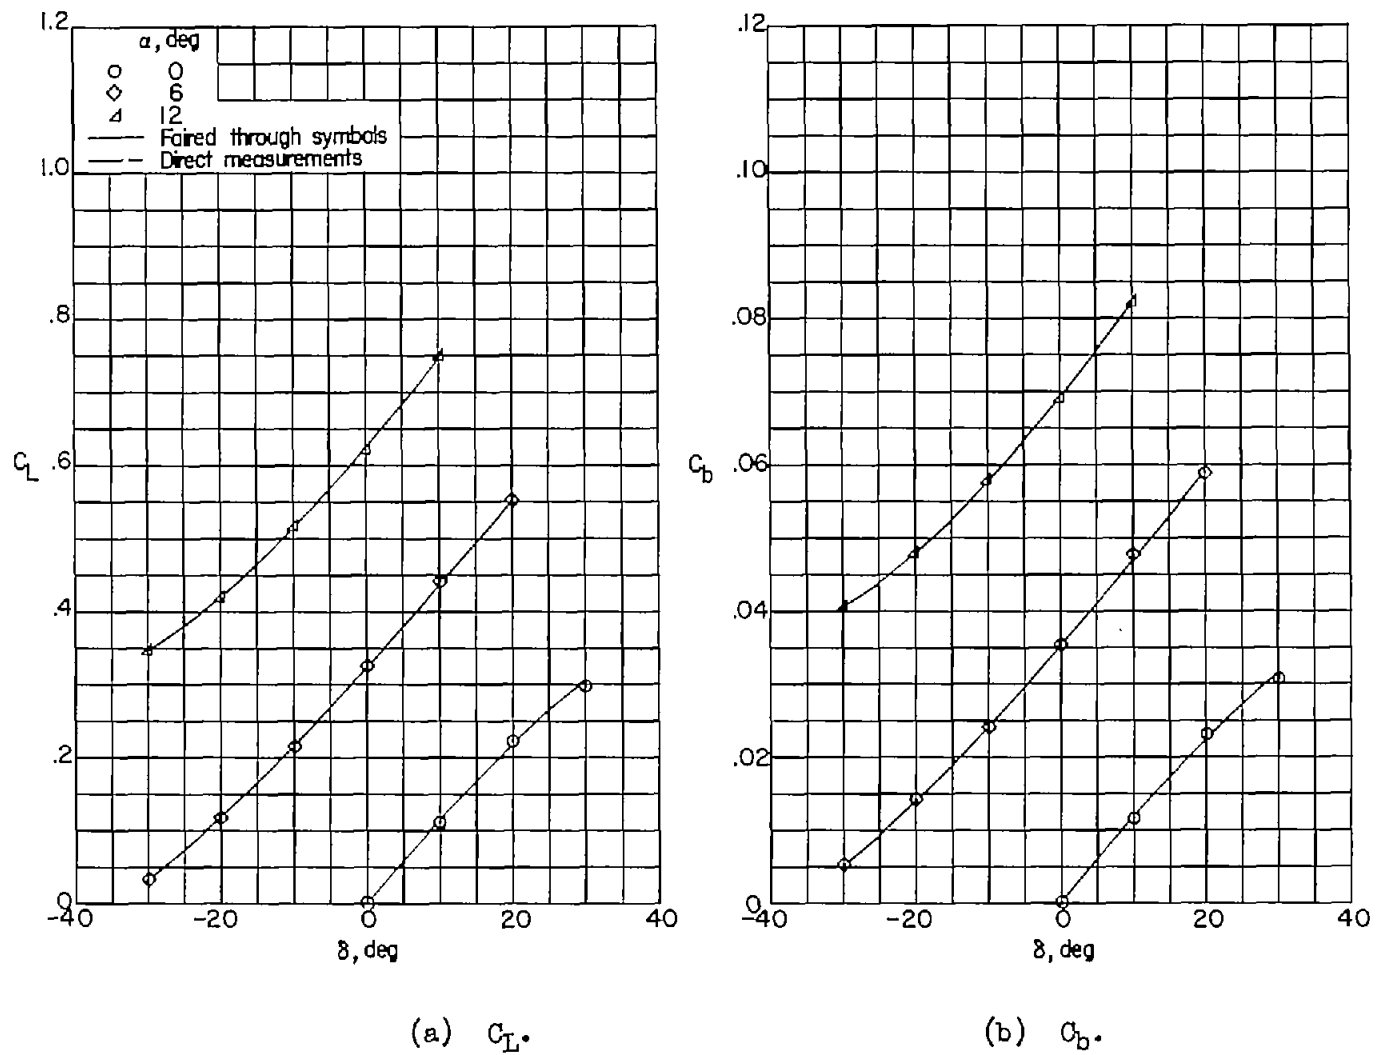 1.2
α, deg
0
6
12
Faired through symbols
Direct measurements
1.0
.8
C_L .6
.4
.2
0
-40 -20 0 20 40
δ, deg
(a) C_L.
.12
.10
.08
C_b .06
.04
.02
0
-40 -20 0 20 40
δ, deg
(b) C_b.